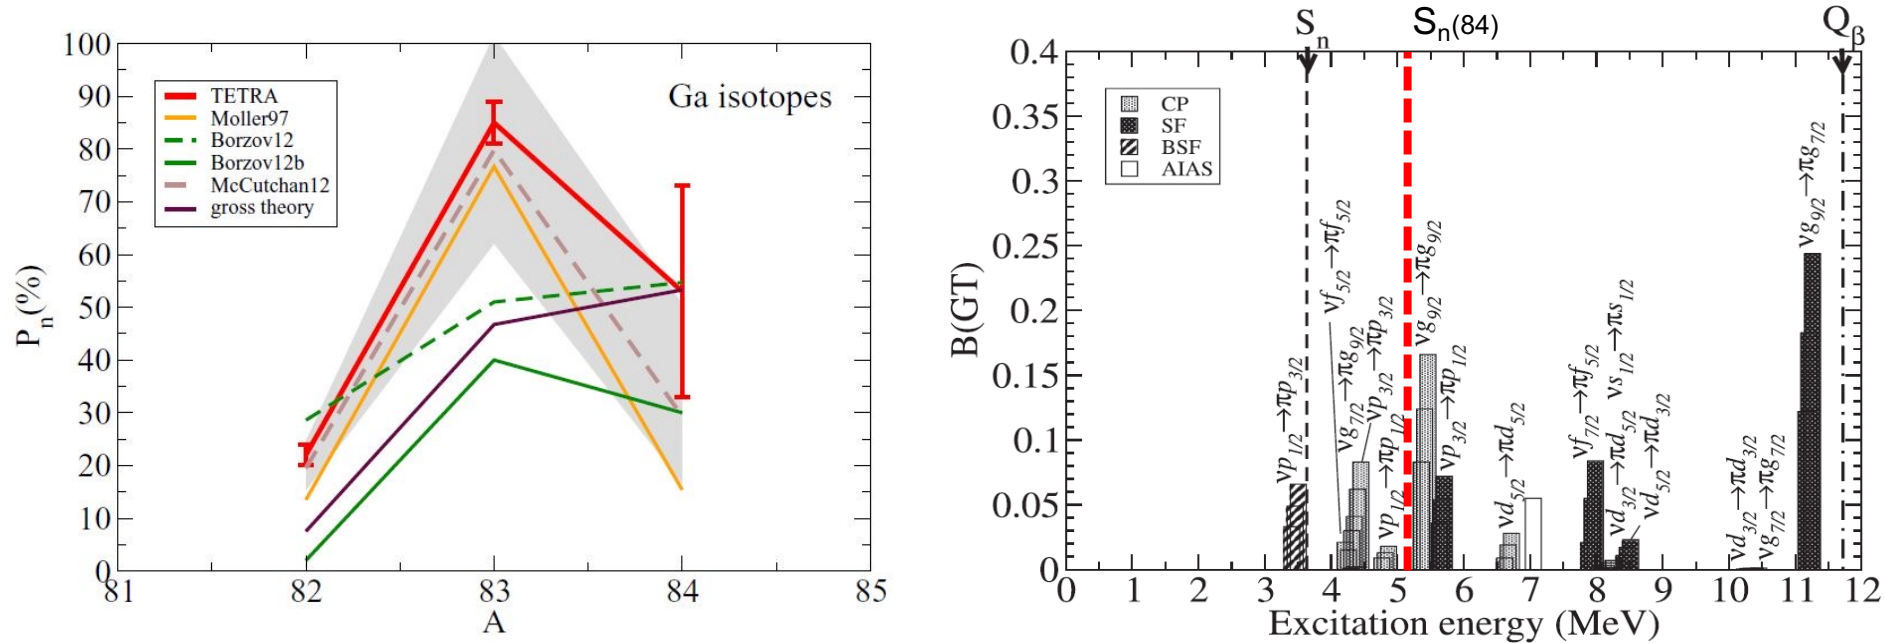 100
90
80
70
60
50
40
30
20
10
0
P_n(%)
TETRA
Moller97
Borzov12
Borzov12b
McCutchan12
gross theory
Ga isotopes
81
82
83
84
85
A
S_n
S_n(84)
Q_β
0.4
0.35
0.3
0.25
0.2
0.15
0.1
0.05
0
B(GT)
CP
SF
BSF
AIAS
νp_1/2→πp_3/2
νf_5/2→πf_5/2
νg_7/2→πg_9/2
νp_3/2→πp_3/2
νp_1/2→πp_1/2
νg_9/2→πg_9/2
νp_3/2→πp_1/2
νd_5/2→πd_5/2
νf_7/2→πf_5/2
νd_3/2→πd_5/2
νs_1/2→πs_1/2
νd_5/2→πd_3/2
νd_3/2→πd_3/2
νg_7/2→πg_7/2
νg_9/2→πg_7/2
0
1
2
3
4
5
6
7
8
9
10
11
12
Excitation energy (MeV)